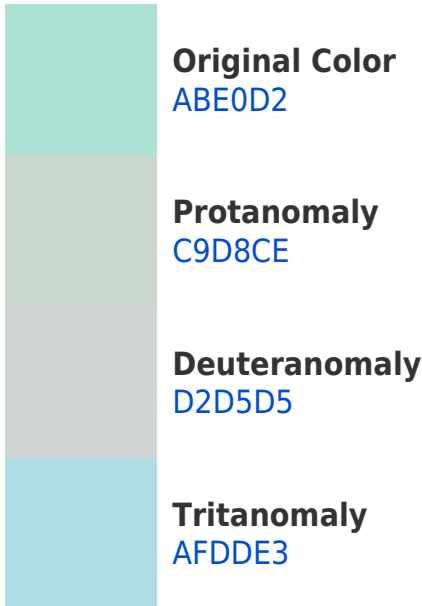 Original Color
ABE0D2
Protanomaly
C9D8CE
Deuteranomaly
D2D5D5
Tritanomaly
AFDDE3